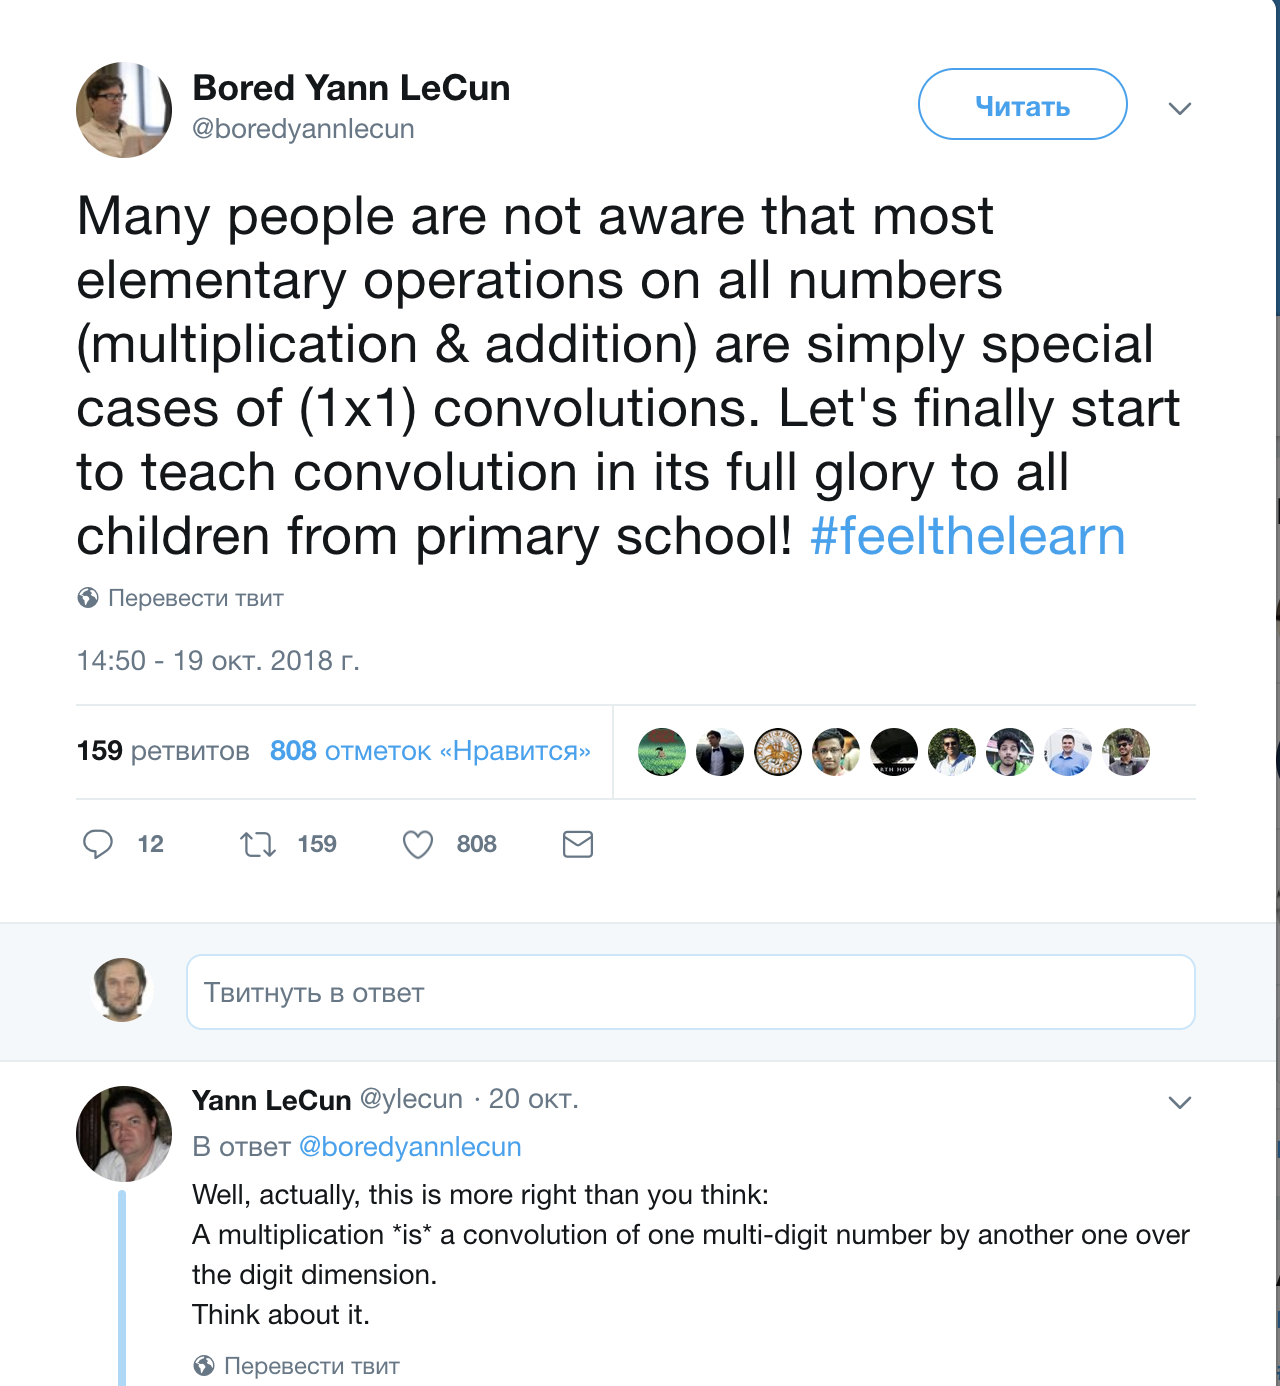 Bored Yann LeCun
@boredyannlecun
Читать
Many people are not aware that most
elementary operations on all numbers
(multiplication & addition) are simply special
cases of (1x1) convolutions. Let's finally start
to teach convolution in its full glory to all
children from primary school! #feelthelearn
Перевести твит
14:50 - 19 окт. 2018 г.
159 ретвитов 808 отметок «Нравится»
12 159 808
Твитнуть в ответ
Yann LeCun @ylecun · 20 окт.
В ответ @boredyannlecun
Well, actually, this is more right than you think:
A multiplication *is* a convolution of one multi-digit number by another one over
the digit dimension.
Think about it.
Перевести твит